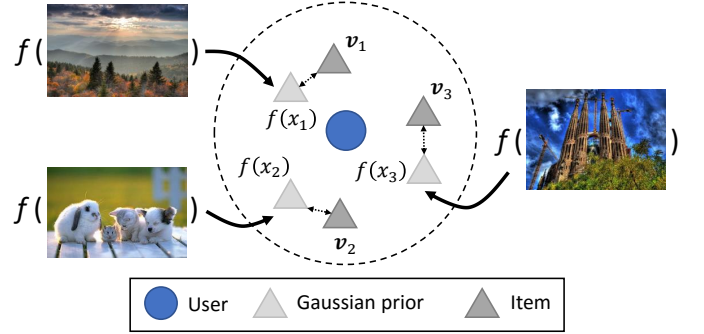 f( )
v₁
f(x₁)
v₃
f( )
f(x₂)
f(x₃)
f( )
v₂
User
Gaussian prior
Item